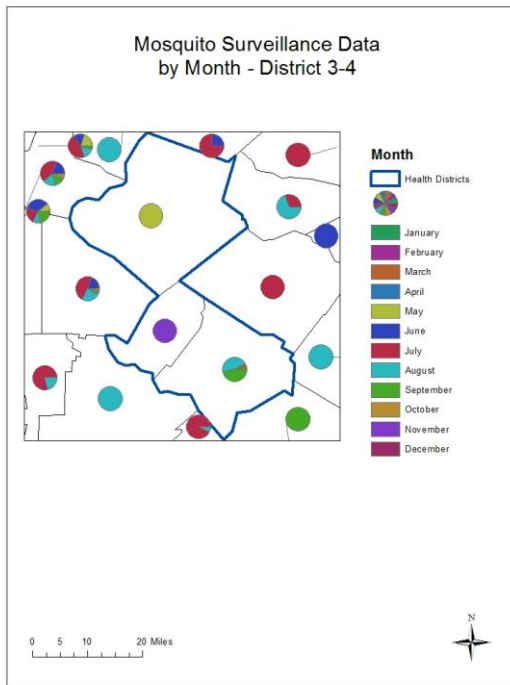 Mosquito Surveillance Data
by Month - District 3-4
Month
Health Districts
January
February
March
April
May
June
July
August
September
October
November
December
0 5 10 20 Miles
N